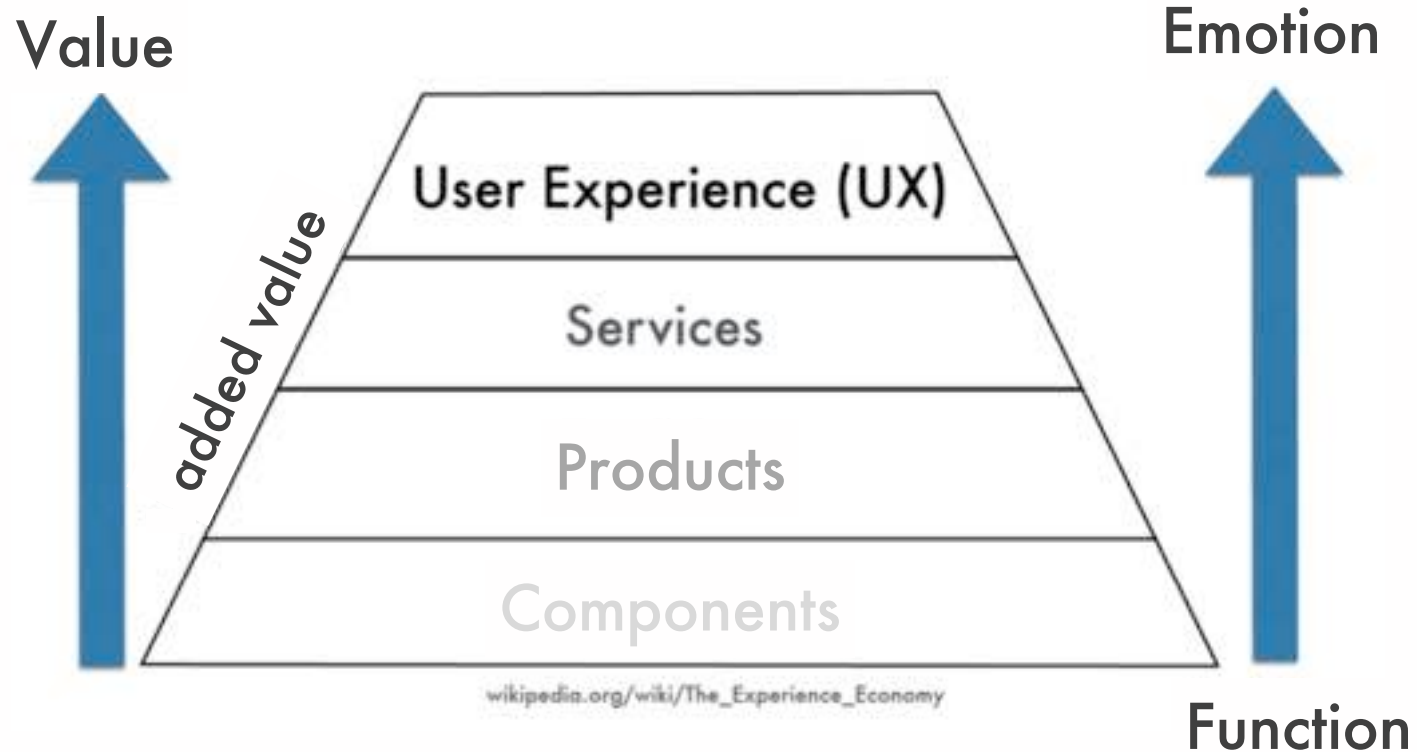 Value
Emotion
User Experience (UX)
added value
Services
Products
Components
wikipedia.org/wiki/The_Experience_Economy
Function